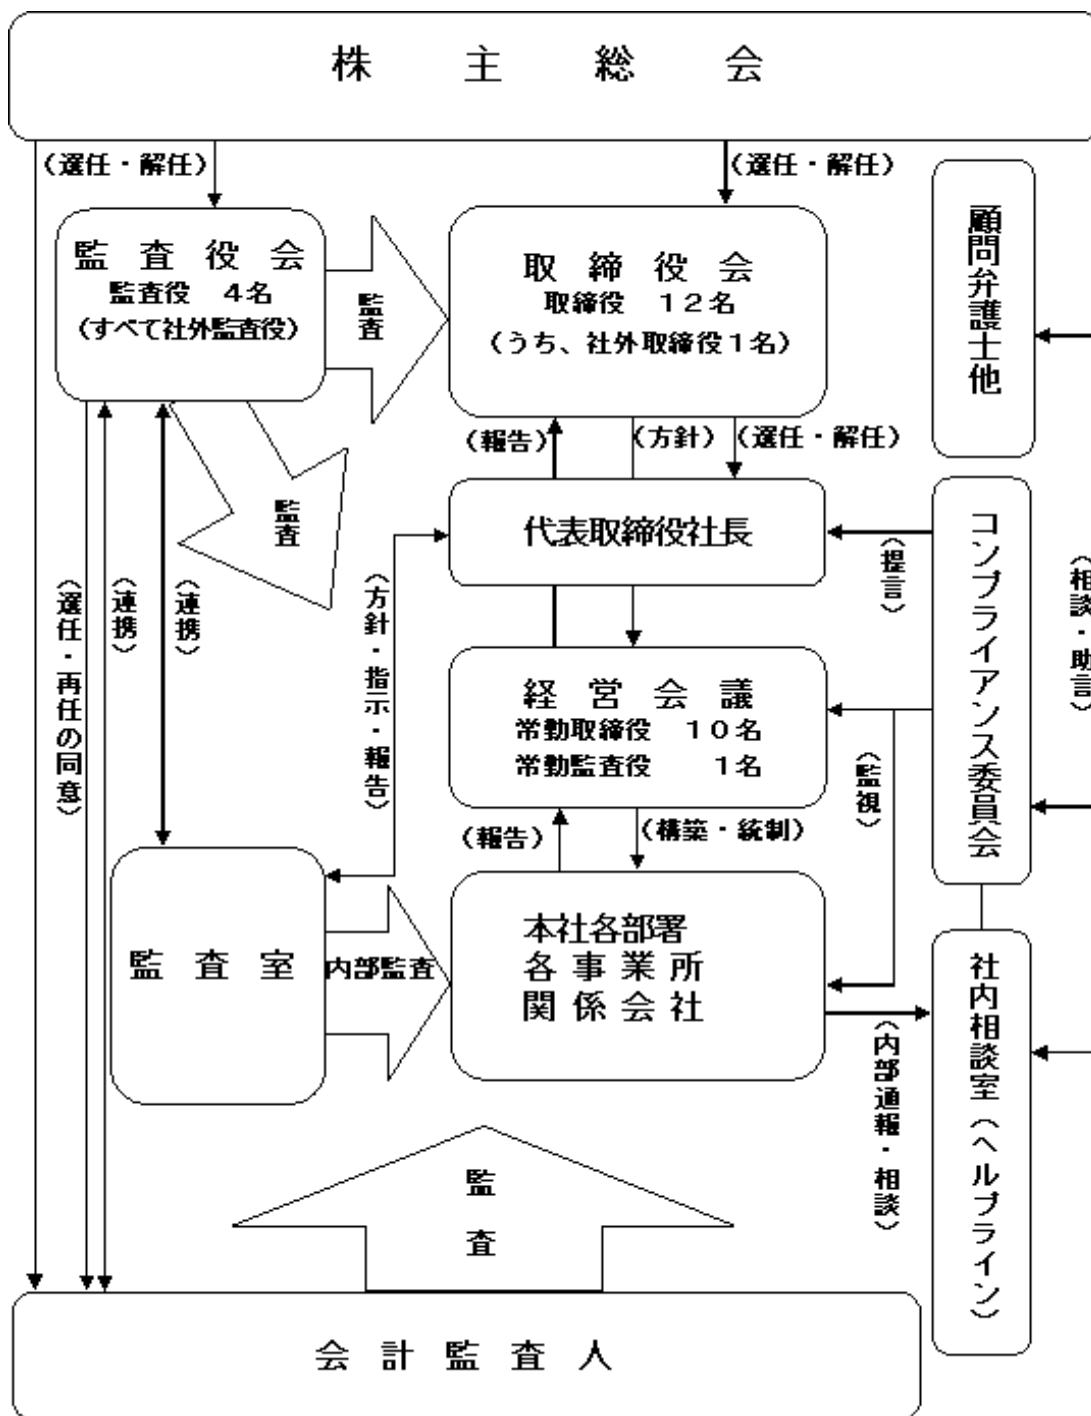 株主総会
（選任・解任）
（選任・解任）
監査役会
監査役　４名
（すべて社外監査役）
監査
取締役会
取締役　１２名
（うち、社外取締役１名）
顧問弁護士他
（報告）
（方針）
（選任・解任）
監査
代表取締役社長
（提言）
コンプライアンス委員会
（相談・助言）
（選任・再任の同意）
（連携）
（連携）
（方針・指示・報告）
経営会議
常勤取締役　１０名
常勤監査役　１名
（監視）
（報告）
（構築・統制）
監査室
内部監査
本社各部署
各事業所
関係会社
（内部通報・相談）
社内相談室（ヘルプライン）
監査
会計監査人